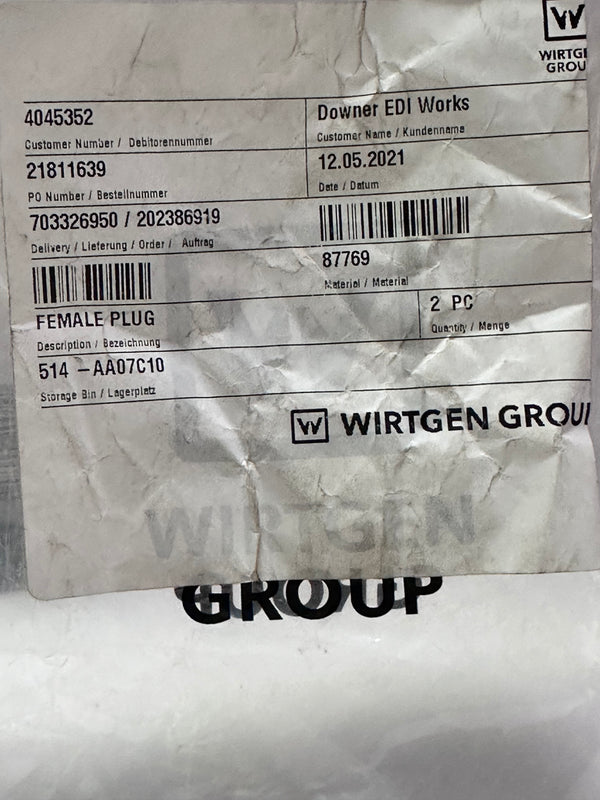 W
WIRTG
GROU
4045352
Downer EDI Works
Customer Number / Debitorennummer
Customer Name / Kundenname
21811639
12.05.2021
PO Number / Bestellnummer
Date / Datum
703326950 / 202386919
Delivery / Lieferung / Order / Auftrag
87769
Material / Material
FEMALE PLUG
2 PC
Description / Bezeichnung
Quantity / Menge
514 -AA07C10
Storage Bin / Lagerplatz
W WIRTGEN GROU
WIRTGEN
GROUP